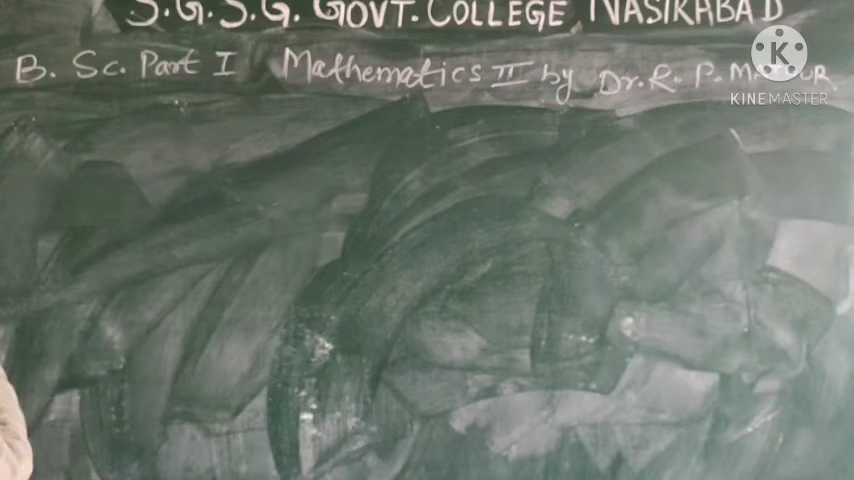 S.G.S.G. GOVT. COLLEGE, NASIRABAD
B. Sc. Part I Mathematics II by Dr. R. P.
K
KINEMASTER